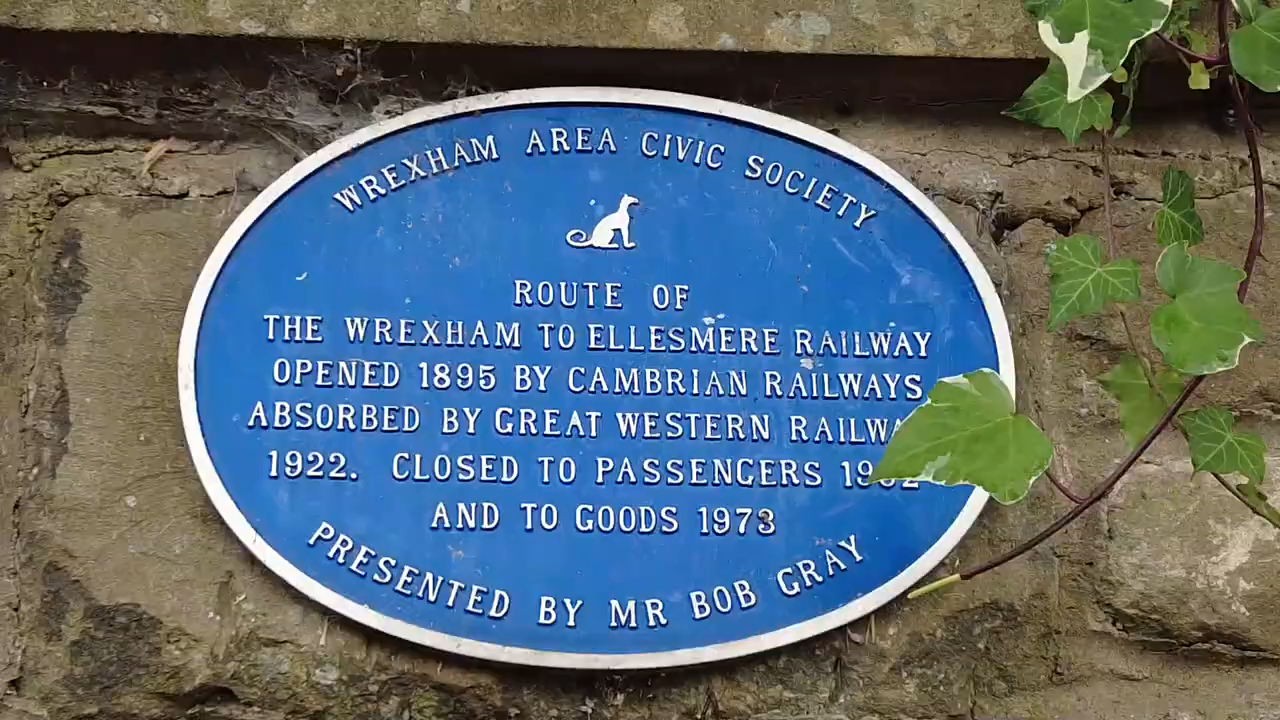 WREXHAM AREA CIVIC SOCIETY
ROUTE OF
THE WREXHAM TO ELLESMERE RAILWAY
OPENED 1895 BY CAMBRIAN RAILWAYS
ABSORBED BY GREAT WESTERN RAILWAY
1922. CLOSED TO PASSENGERS
AND TO GOODS 1973
PRESENTED BY MR BOB GRAY